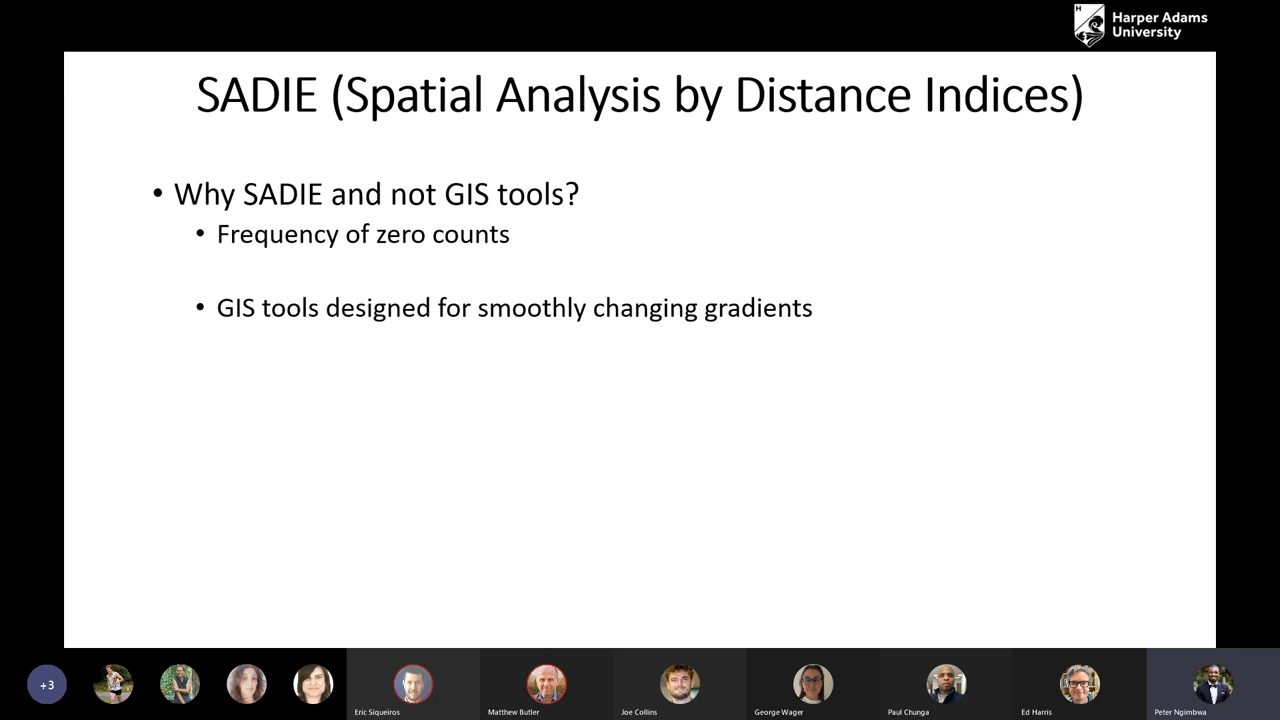 H
Harper Adams
University
SADIE (Spatial Analysis by Distance Indices)
• Why SADIE and not GIS tools?
• Frequency of zero counts
• GIS tools designed for smoothly changing gradients
+3
Eric Siqueiros
Matthew Butler
Joe Collins
George Wager
Paul Chunga
Ed Harris
Peter Ngimbwa